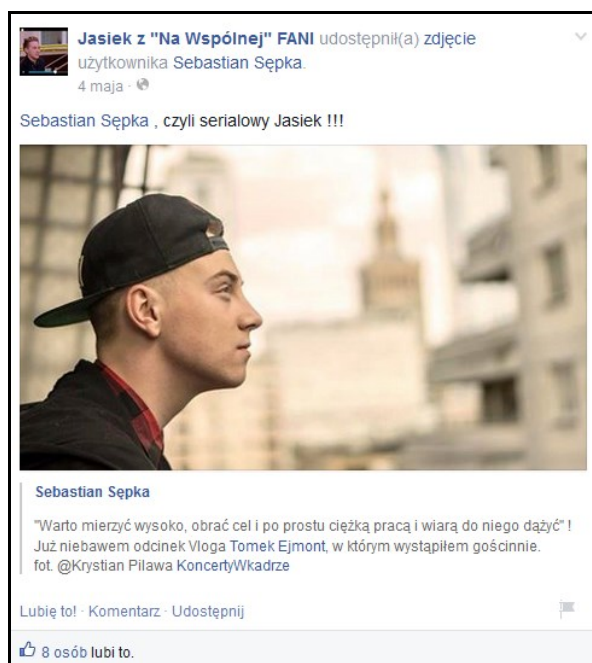 Jasiek z "Na Wspólnej" FANI udostępnił(a) zdjęcie
użytkownika Sebastian Sępka.
4 maja ·
Sebastian Sępka , czyli serialowy Jasiek !!!
Sebastian Sępka
"Warto mierzyć wysoko, obrać cel i po prostu ciężką pracą i wiarą do niego dążyć" !
Już niebawem odcinek Vloga Tomek Ejmont, w którym wystąpiłem gościnnie.
fot. @Krystian Pilawa KoncertyWkadrze
Lubię to! · Komentarz · Udostępnij
8 osób lubi to.